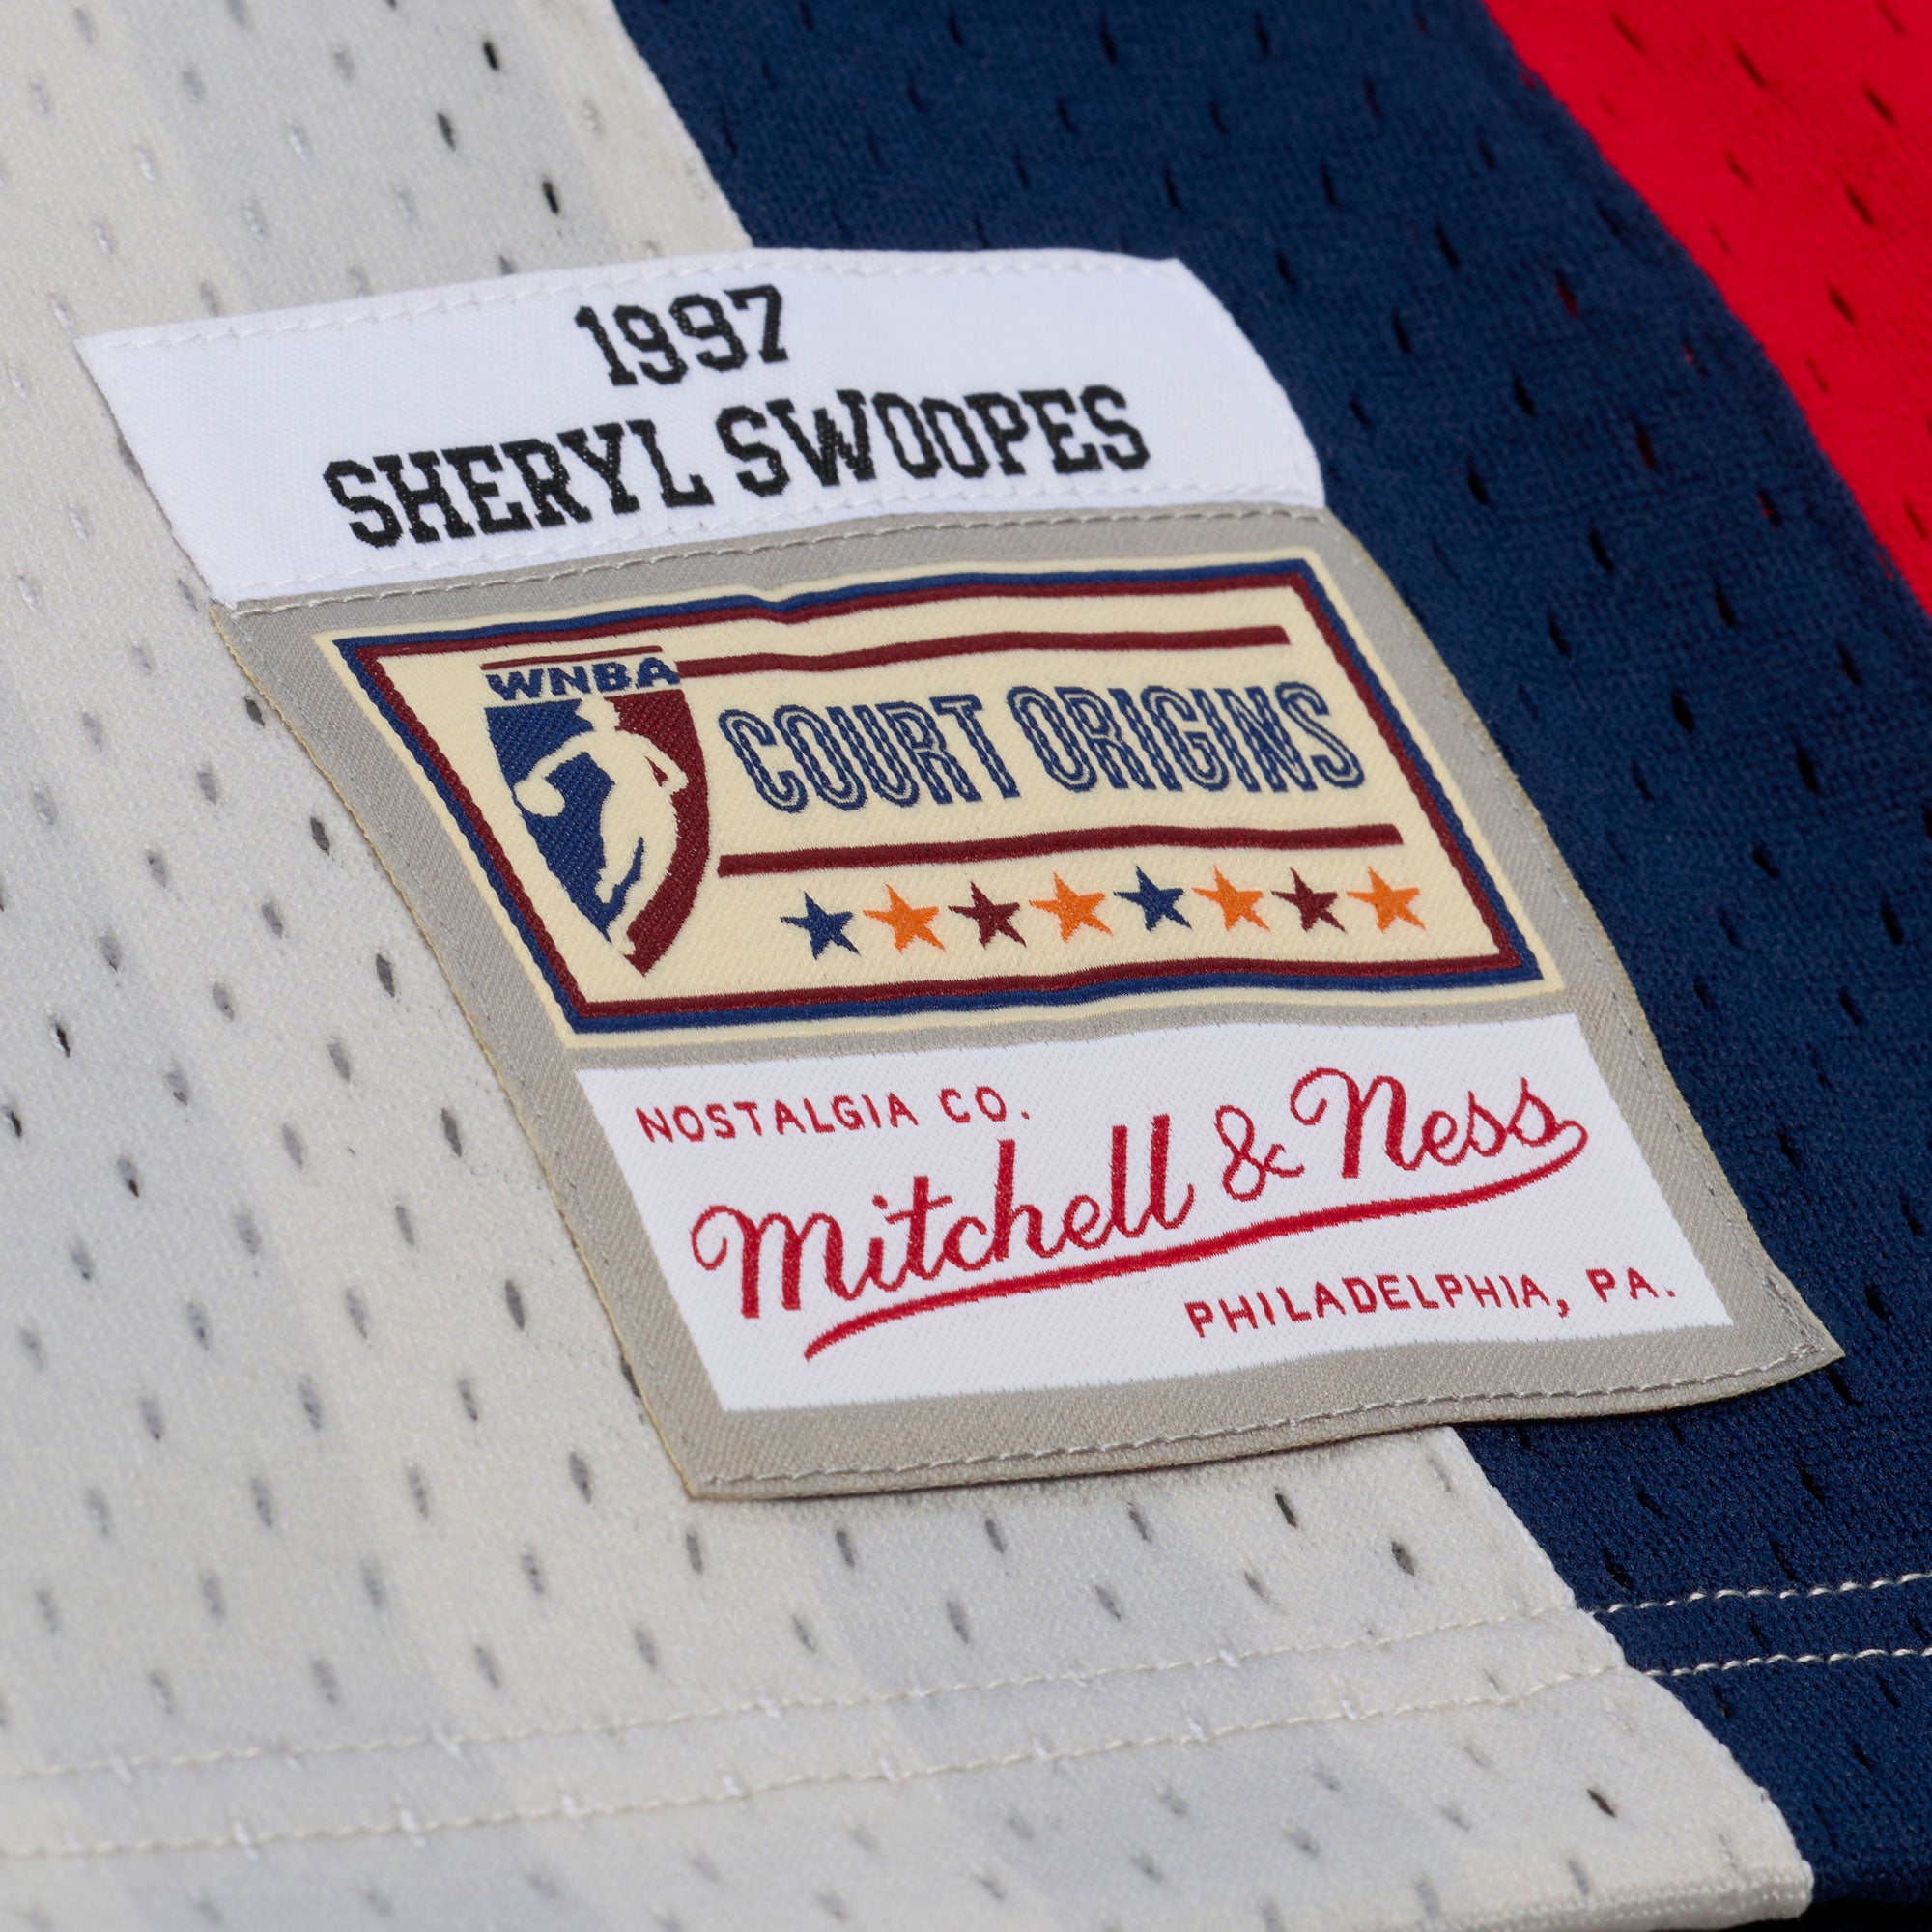 1997
SHERYL SWOOPES
WNBA
COURT ORIGINS
NOSTALGIA CO.
Mitchell & Ness
PHILADELPHIA, PA.